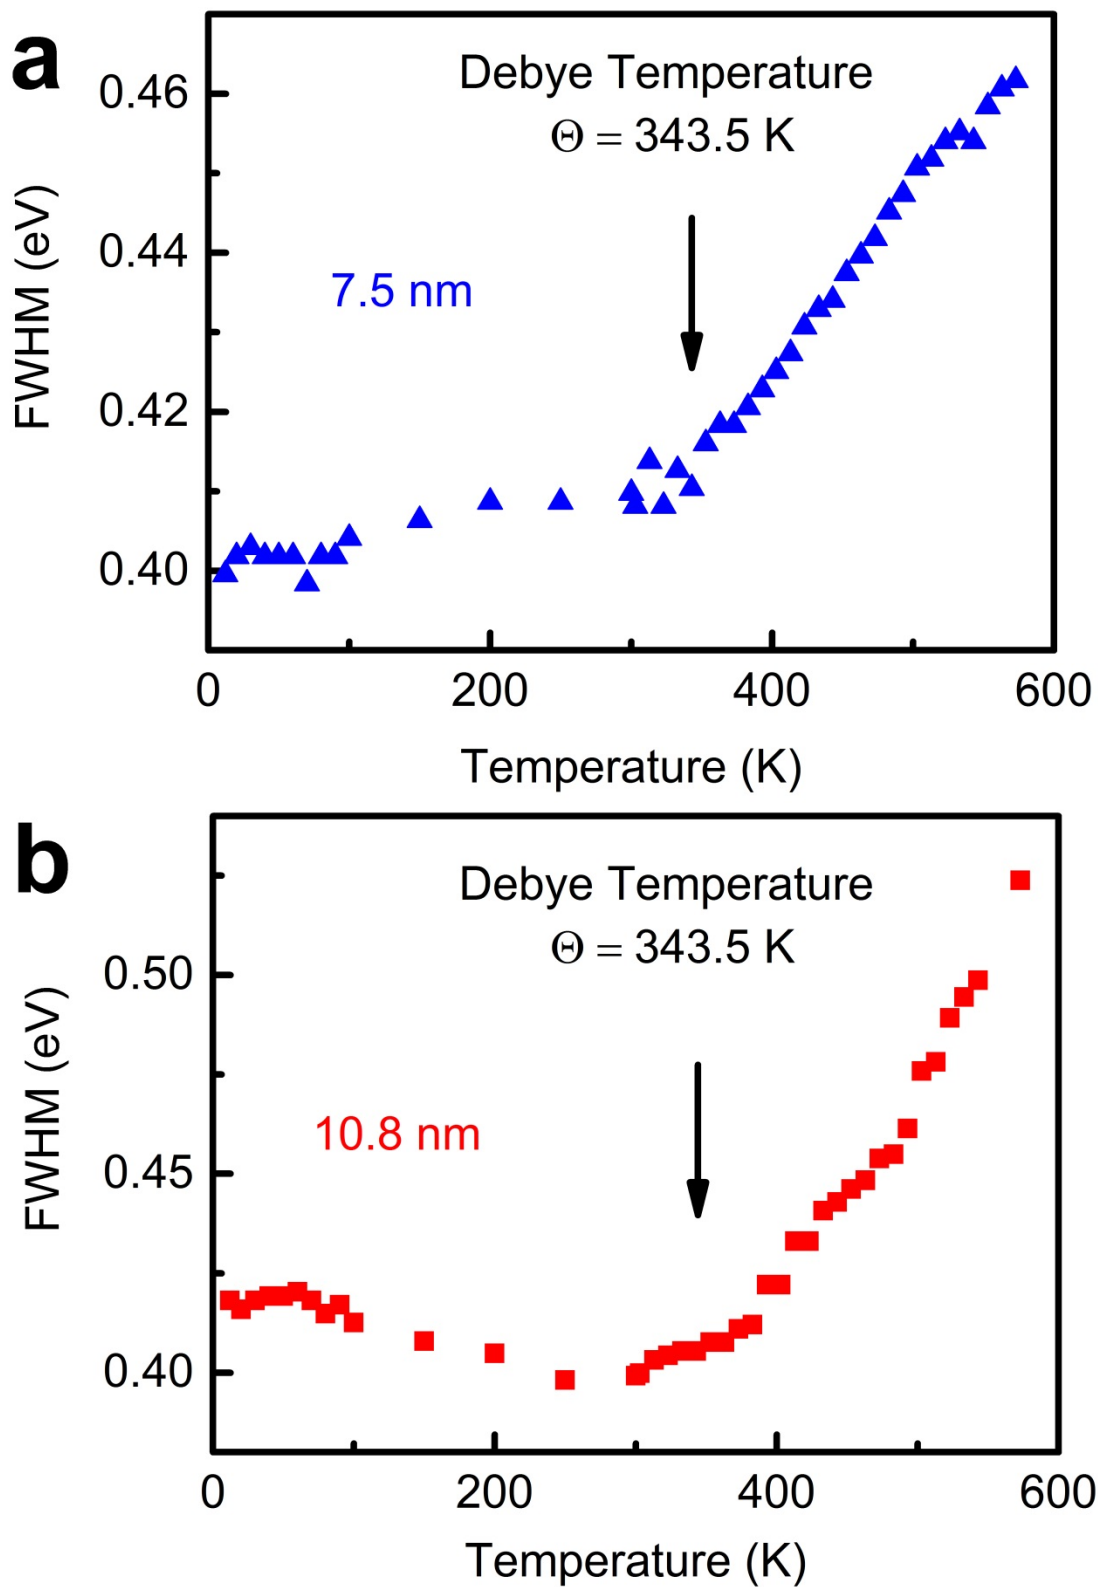 a
Debye Temperature
Θ = 343.5 K
7.5 nm
0.46
0.44
0.42
0.40
FWHM (eV)
0 200 400 600
Temperature (K)
b
Debye Temperature
Θ = 343.5 K
10.8 nm
0.50
0.45
0.40
FWHM (eV)
0 200 400 600
Temperature (K)